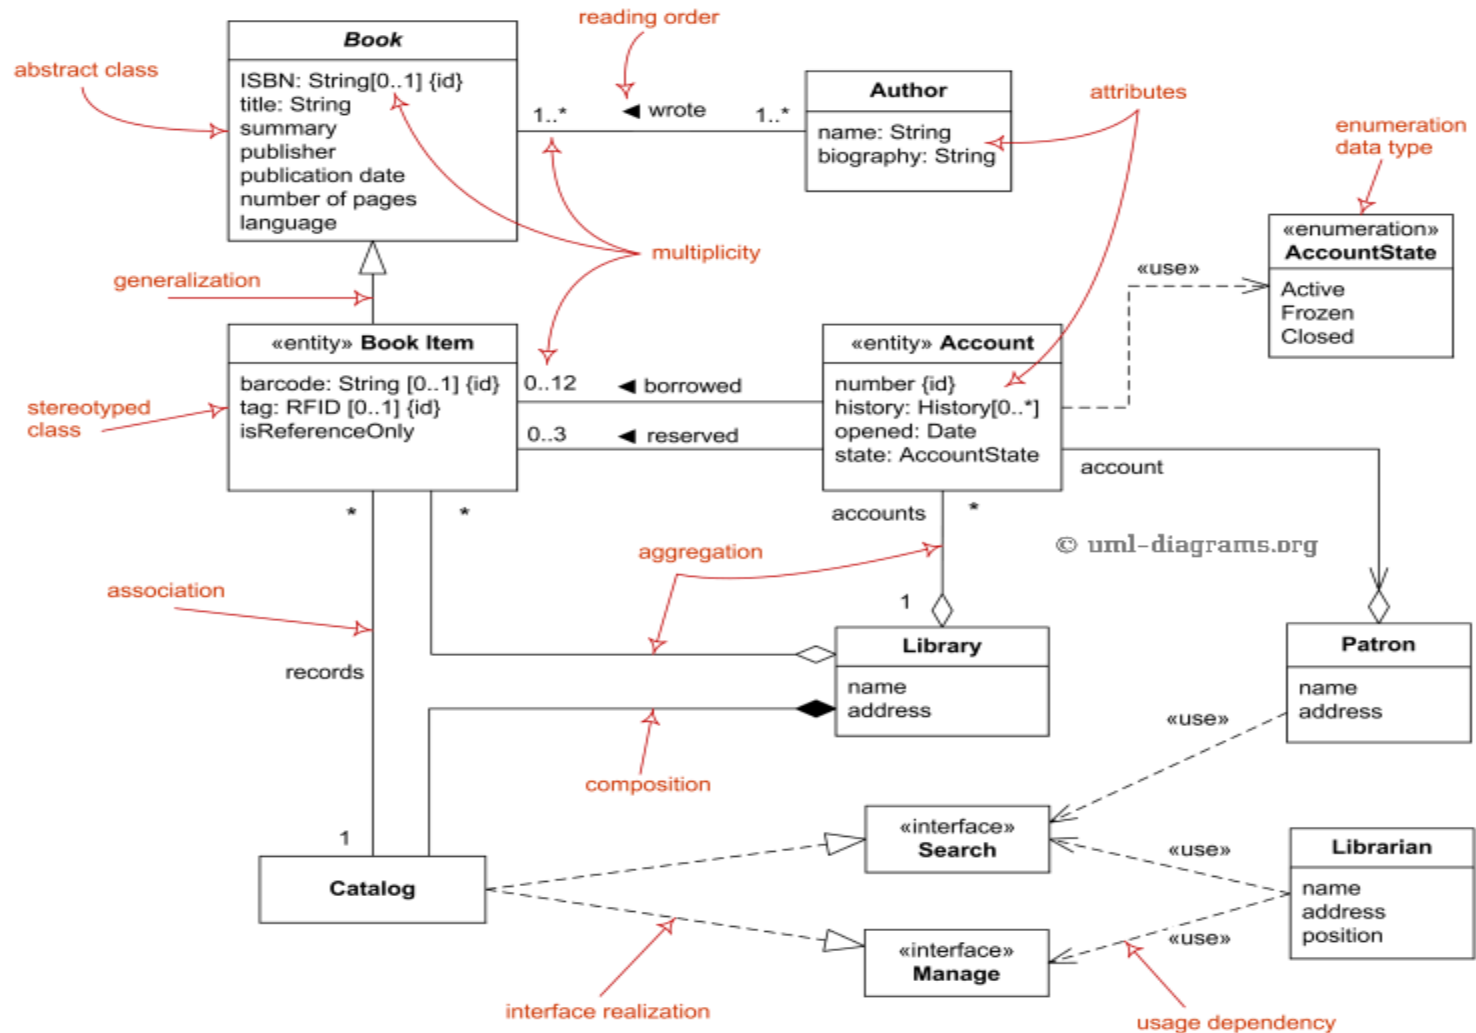 reading order
Book
abstract class
ISBN: String[0..1] {id}
title: String
summary
publisher
publication date
number of pages
language
1..*
◄ wrote
1..*
Author
name: String
biography: String
attributes
enumeration
data type
«enumeration»
AccountState
Active
Frozen
Closed
multiplicity
generalization
«use»
«entity» Book Item
barcode: String [0..1] {id}
tag: RFID [0..1] {id}
isReferenceOnly
stereotyped
class
0..12
◄ borrowed
0..3
◄ reserved
«entity» Account
number {id}
history: History[0..*]
opened: Date
state: AccountState
account
*
*
accounts
*
© uml-diagrams.org
aggregation
association
1
records
Library
name
address
Patron
name
address
«use»
composition
1
Catalog
«interface»
Search
«use»
Librarian
name
address
position
«interface»
Manage
«use»
interface realization
usage dependency